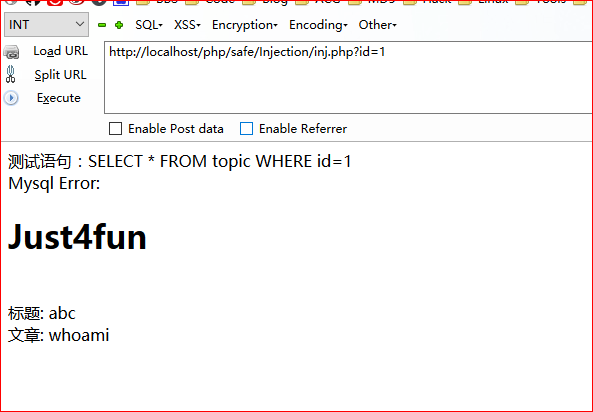 INT SQL▾ XSS▾ Encryption▾ Encoding▾ Other▾
Load URL http://localhost/php/safe/Injection/inj.php?id=1
Split URL
Execute
Enable Post data Enable Referrer
测试语句：SELECT * FROM topic WHERE id=1
Mysql Error:
Just4fun
标题: abc
文章: whoami